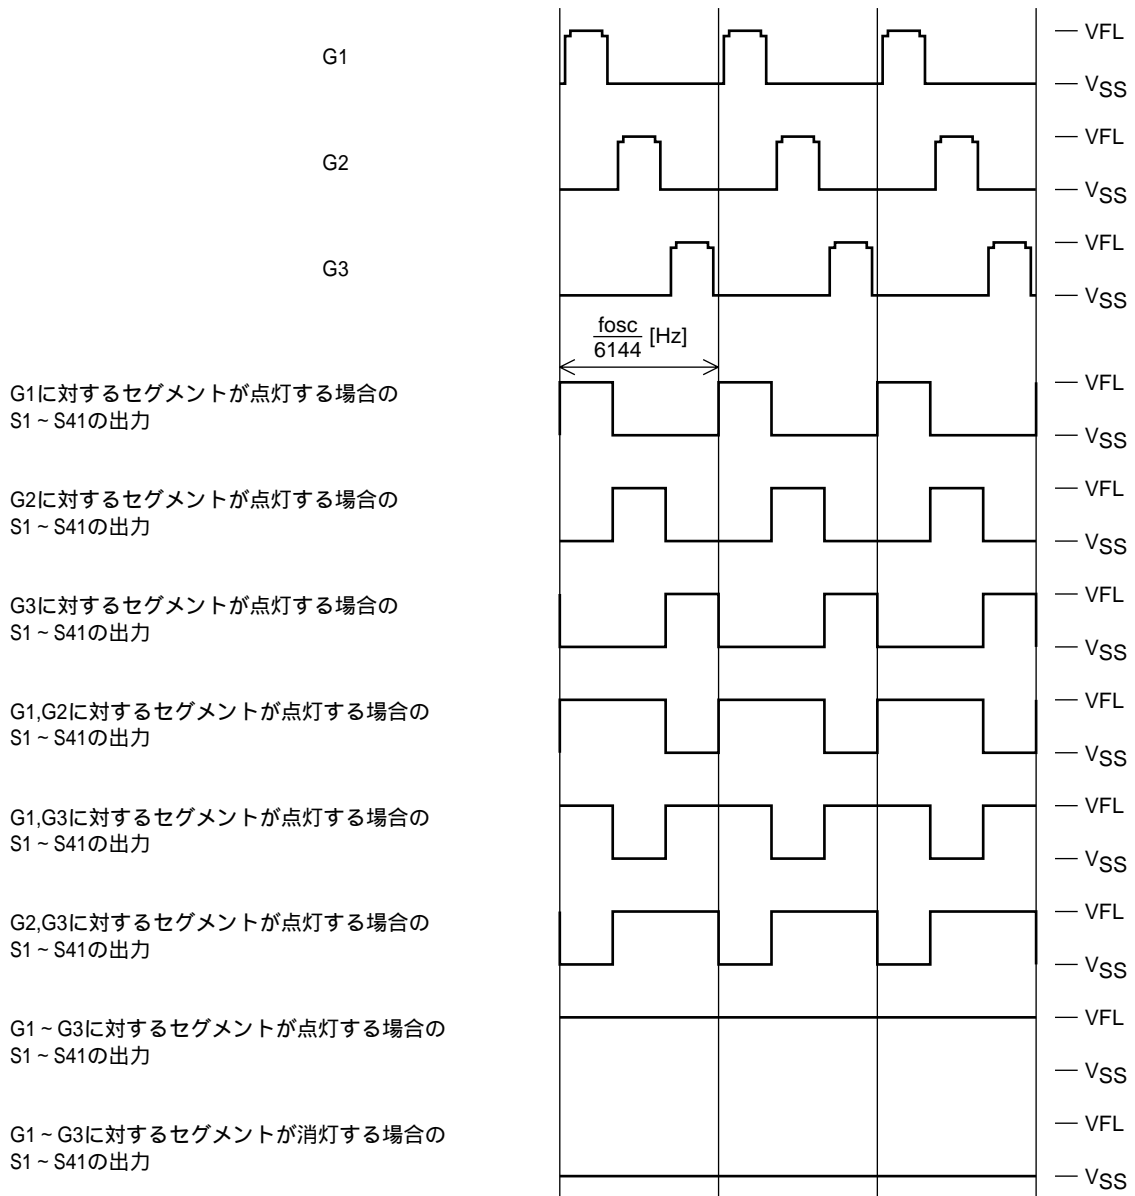 G1
VFL
VSS
G2
VFL
VSS
G3
VFL
VSS
fosc
6144 [Hz]
G1に対するセグメントが点灯する場合の
S1~S41の出力
VFL
VSS
G2に対するセグメントが点灯する場合の
S1~S41の出力
VFL
VSS
G3に対するセグメントが点灯する場合の
S1~S41の出力
VFL
VSS
G1,G2に対するセグメントが点灯する場合の
S1~S41の出力
VFL
VSS
G1,G3に対するセグメントが点灯する場合の
S1~S41の出力
VFL
VSS
G2,G3に対するセグメントが点灯する場合の
S1~S41の出力
VFL
VSS
G1~G3に対するセグメントが点灯する場合の
S1~S41の出力
VFL
VSS
G1~G3に対するセグメントが消灯する場合の
S1~S41の出力
VFL
VSS